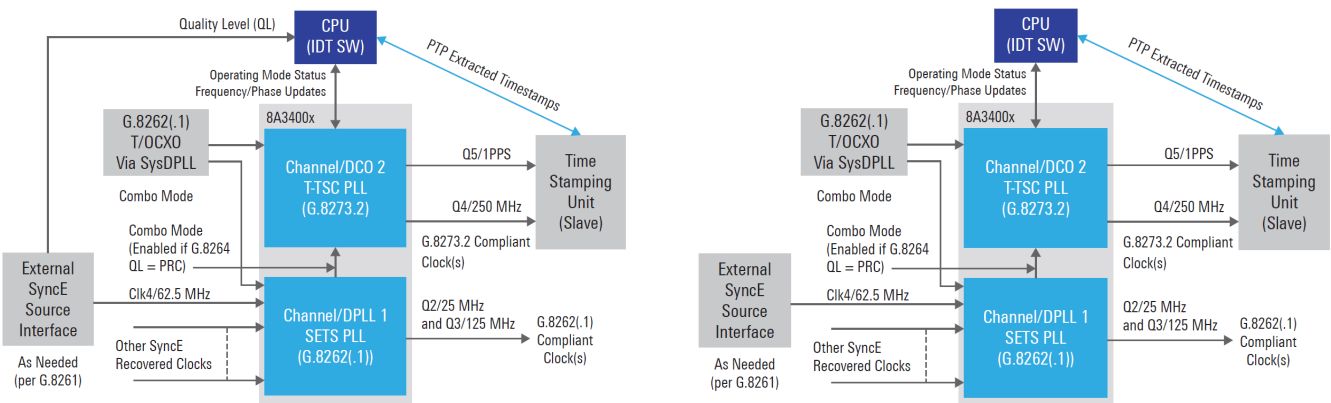 Quality Level (QL)
CPU
(IDT SW)
PTP Extracted Timestamps
Operating Mode Status
Frequency/Phase Updates
G.8262(.1)
T/OCXO
Via SysDPLL
8A3400x
Channel/DCO 2
T-TSC PLL
(G.8273.2)
Q5/1PPS
Q4/250 MHz
Time
Stamping
Unit
(Slave)
Combo Mode
Combo Mode
(Enabled if G.8264
QL = PRC)
G.8273.2 Compliant
Clock(s)
External
SyncE
Source
Interface
Clk4/62.5 MHz
Channel/DPLL 1
SETS PLL
(G.8262(.1))
Q2/25 MHz
and Q3/125 MHz
G.8262(.1)
Compliant
Clock(s)
Other SyncE
Recovered Clocks
As Needed
(per G.8261)
CPU
(IDT SW)
PTP Extracted Timestamps
Operating Mode Status
Frequency/Phase Updates
G.8262(.1)
T/OCXO
Via SysDPLL
8A3400x
Channel/DCO 2
T-TSC PLL
(G.8273.2)
Q5/1PPS
Q4/250 MHz
Time
Stamping
Unit
(Slave)
Combo Mode
Combo Mode
(Enabled if G.8264
QL = PRC)
G.8273.2 Compliant
Clock(s)
External
SyncE
Source
Interface
Clk4/62.5 MHz
Channel/DPLL 1
SETS PLL
(G.8262(.1))
Q2/25 MHz
and Q3/125 MHz
G.8262(.1)
Compliant
Clock(s)
Other SyncE
Recovered Clocks
As Needed
(per G.8261)